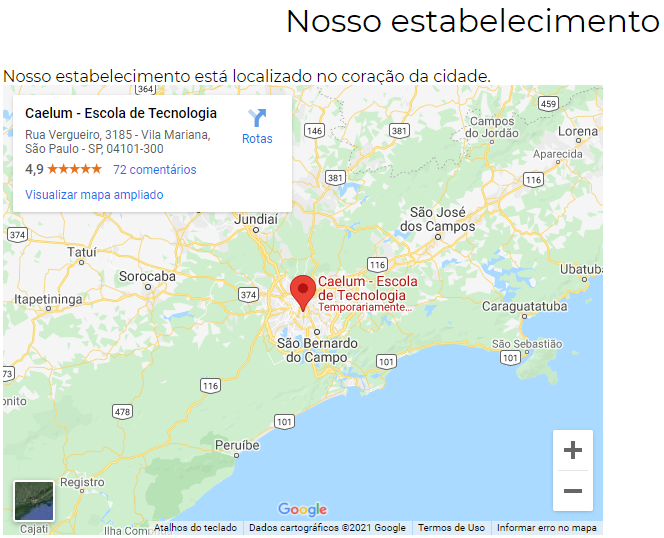 Nosso estabelecimento
Nosso estabelecimento está localizado no coração da cidade.
Caelum - Escola de Tecnologia
Rua Vergueiro, 3185 - Vila Mariana,
São Paulo - SP, 04101-300
4,9
72 comentários
Visualizar mapa ampliado
Rotas
364
459
146
381
Campos
do Jordão
Lorena
Aparecida
381
116
Jundiaí
São José
dos Campos
374
Tatuí
116
Ubatuba
Sorocaba
374
Itapetininga
Caelum - Escola
de Tecnologia
Temporariamente...
Caraguatatuba
São Bernardo
do Campo
São Sebastião
101
101
116
onito
478
101
Peruíbe
Registro
Cajati
Ilha Comprida
Google
Atalhos do teclado
Dados cartográficos ©2021 Google
Termos de Uso
Informar erro no mapa